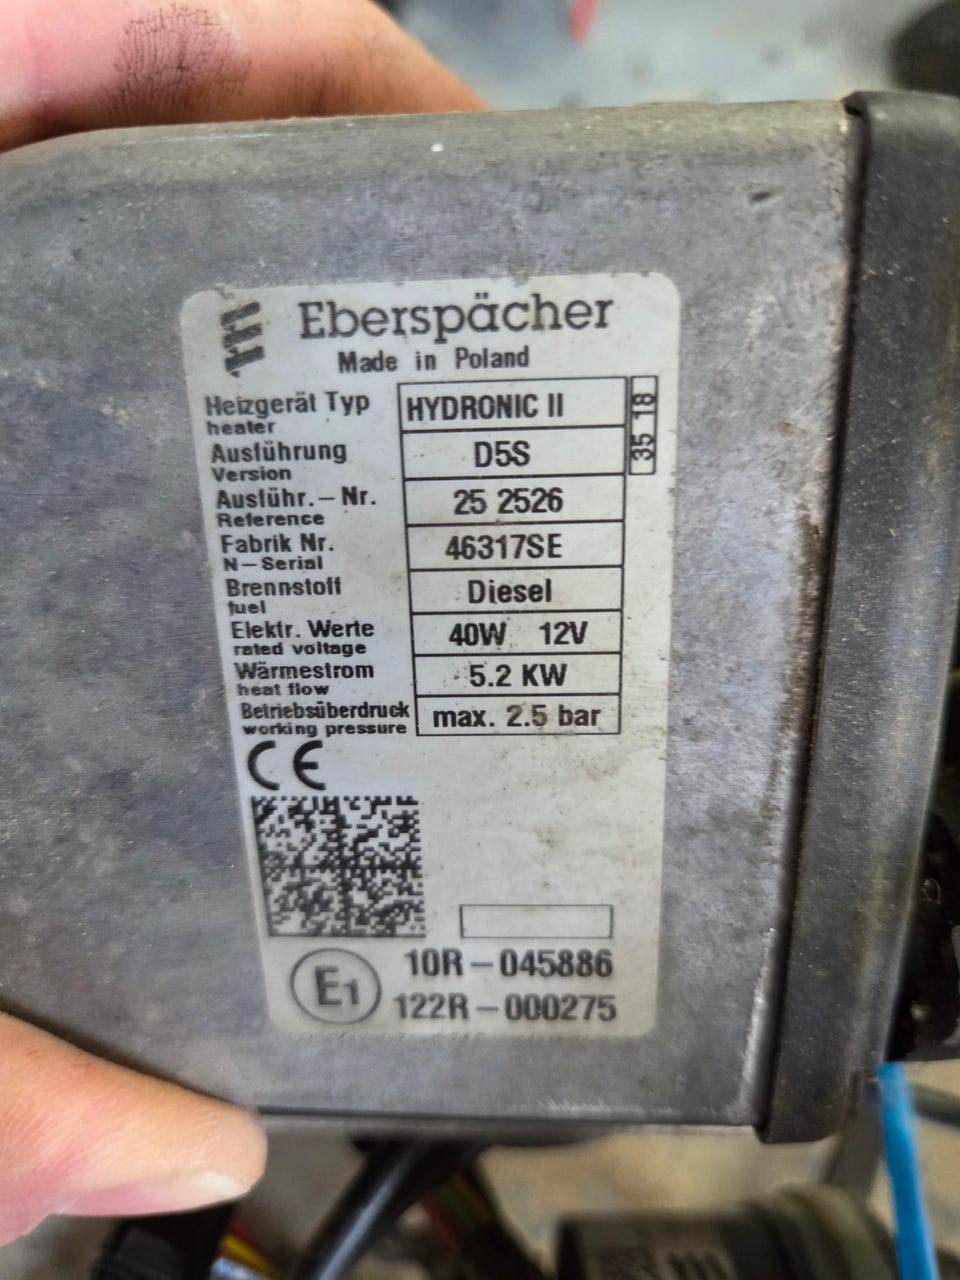 Eberspächer
Made in Poland
Heizgerät Typ HYDRONIC II
heater
35 18
Ausführung D5S
Version
Ausführ.-Nr. 25 2526
Reference
Fabrik Nr. 46317SE
N-Serial
Brennstoff Diesel
fuel
Elektr. Werte 40W 12V
rated voltage
Wärmestrom 5.2 KW
heat flow
Betriebsüberdruck max. 2.5 bar
working pressure
CE
E1 10R-045886
122R-000275